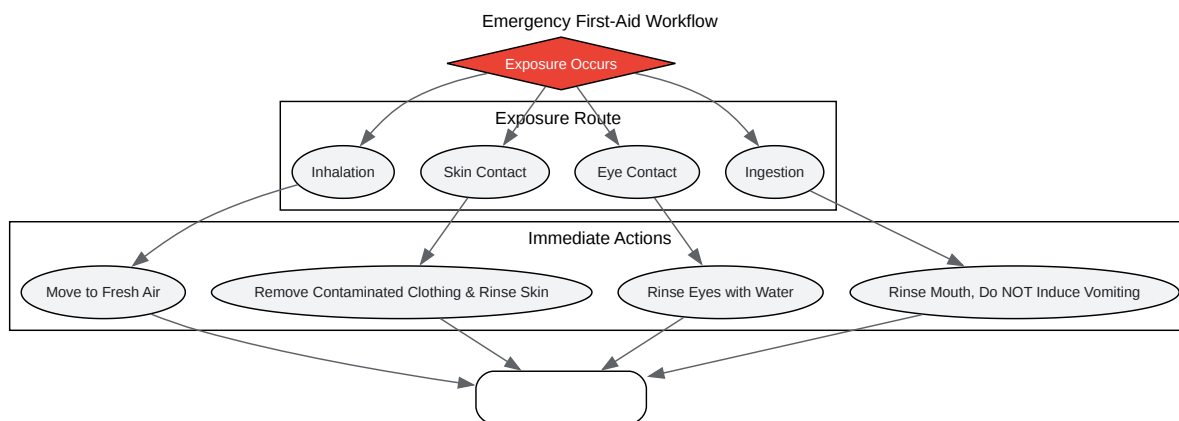 Emergency First-Aid Workflow
Exposure Occurs
Exposure Route
Inhalation
Skin Contact
Eye Contact
Ingestion
Immediate Actions
Move to Fresh Air
Remove Contaminated Clothing & Rinse Skin
Rinse Eyes with Water
Rinse Mouth, Do NOT Induce Vomiting